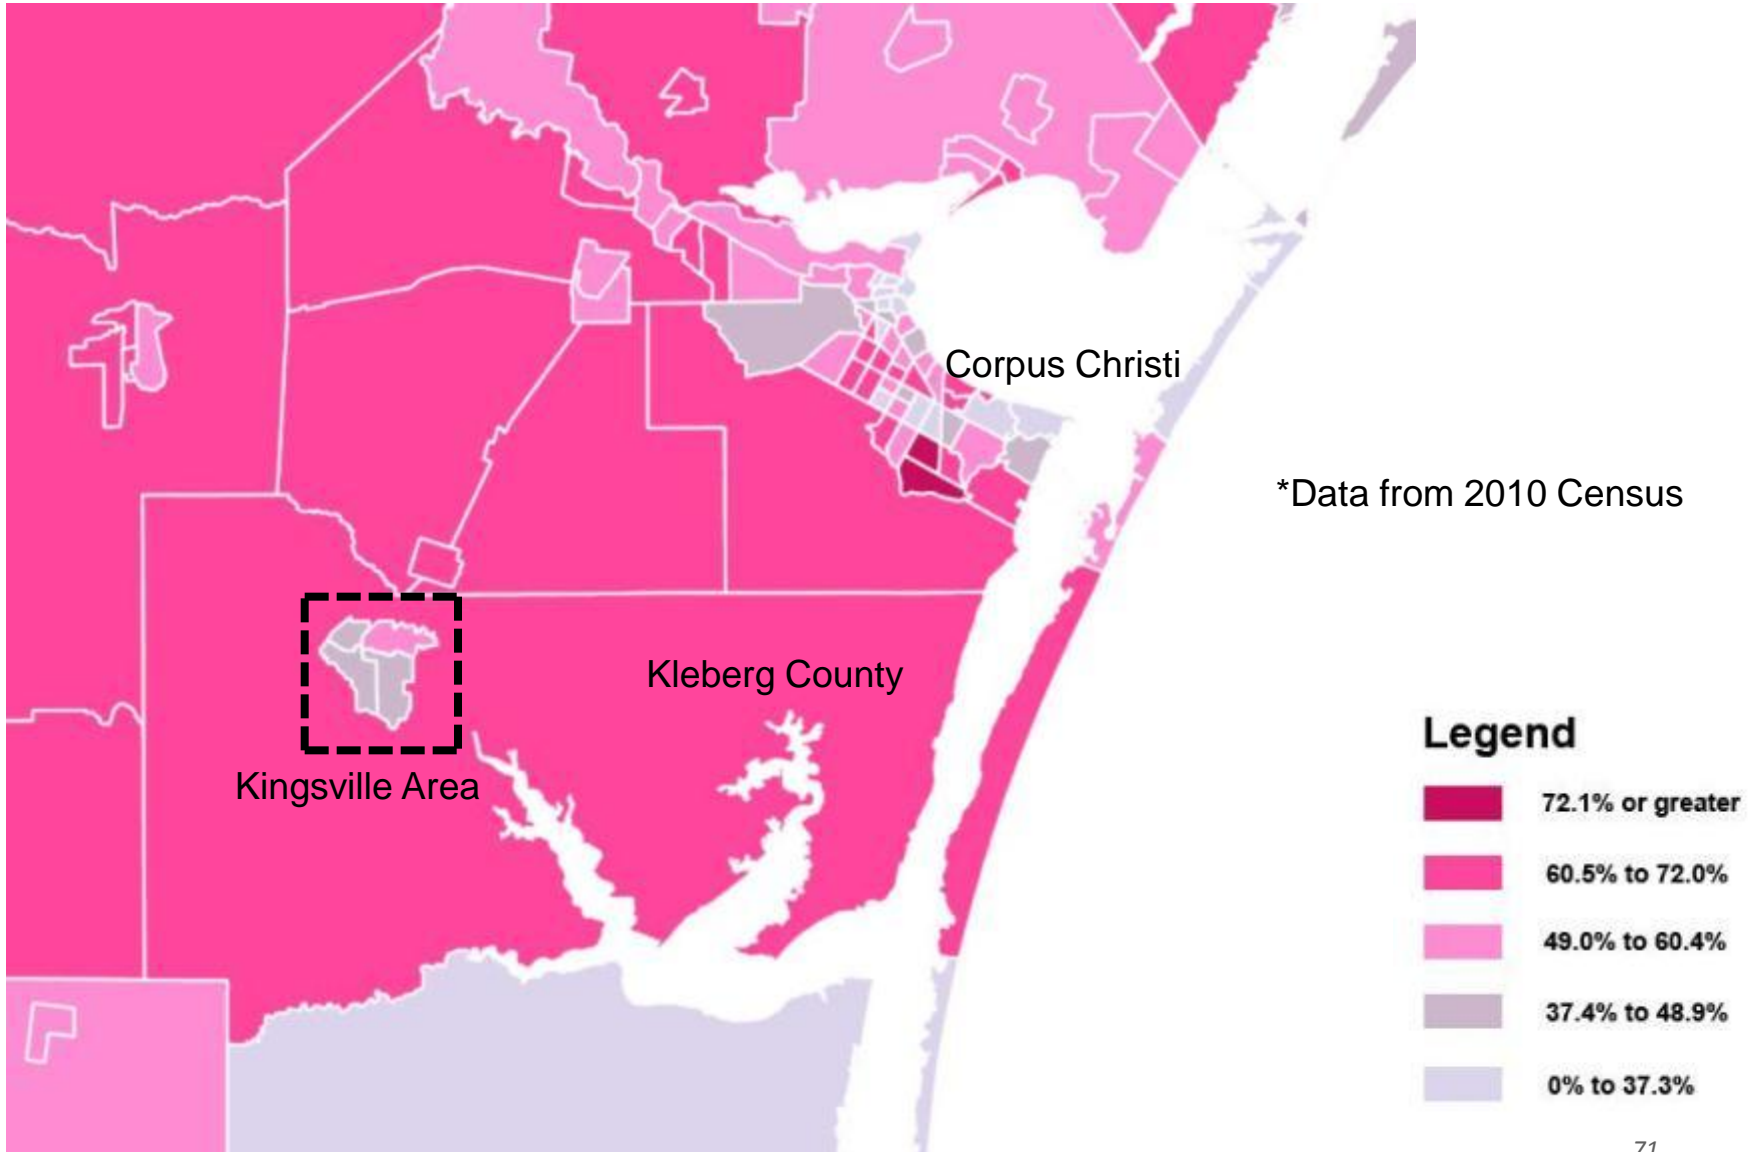 Corpus Christi
*Data from 2010 Census
Kleberg County
Kingsville Area
Legend
72.1% or greater
60.5% to 72.0%
49.0% to 60.4%
37.4% to 48.9%
0% to 37.3%
71